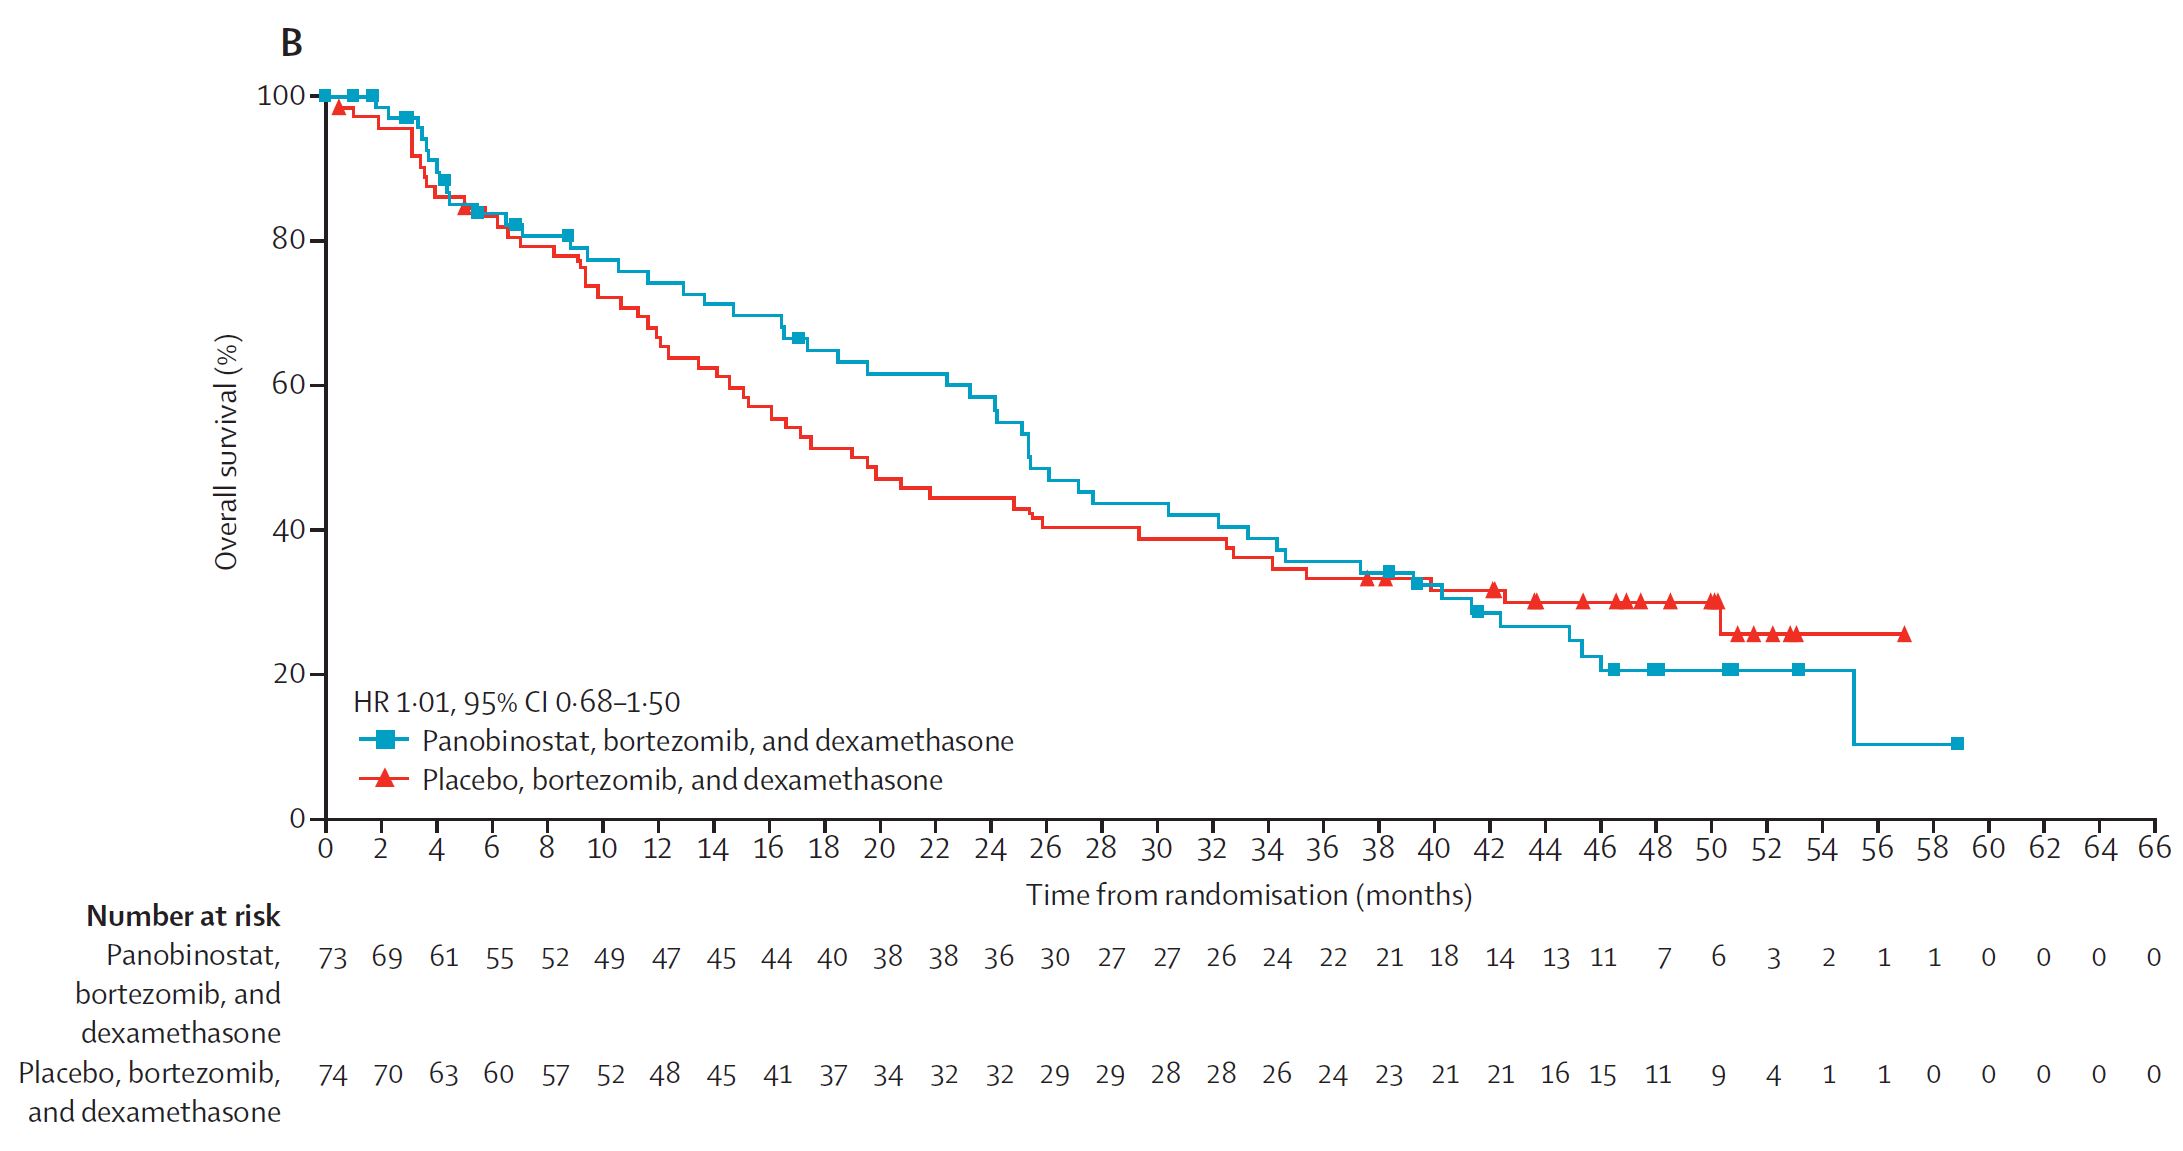 B
100
80
60
40
20
0
Overall survival (%)
HR 1·01, 95% CI 0·68–1·50
Panobinostat, bortezomib, and dexamethasone
Placebo, bortezomib, and dexamethasone
0 2 4 6 8 10 12 14 16 18 20 22 24 26 28 30 32 34 36 38 40 42 44 46 48 50 52 54 56 58 60 62 64 66
Time from randomisation (months)
Number at risk
Panobinostat, 73 69 61 55 52 49 47 45 44 40 38 38 36 30 27 27 26 24 22 21 18 14 13 11 7 6 3 2 1 1 0 0 0 0
bortezomib, and
dexamethasone
Placebo, bortezomib, 74 70 63 60 57 52 48 45 41 37 34 32 32 29 29 28 28 26 24 23 21 21 16 15 11 9 4 1 1 0 0 0 0 0
and dexamethasone